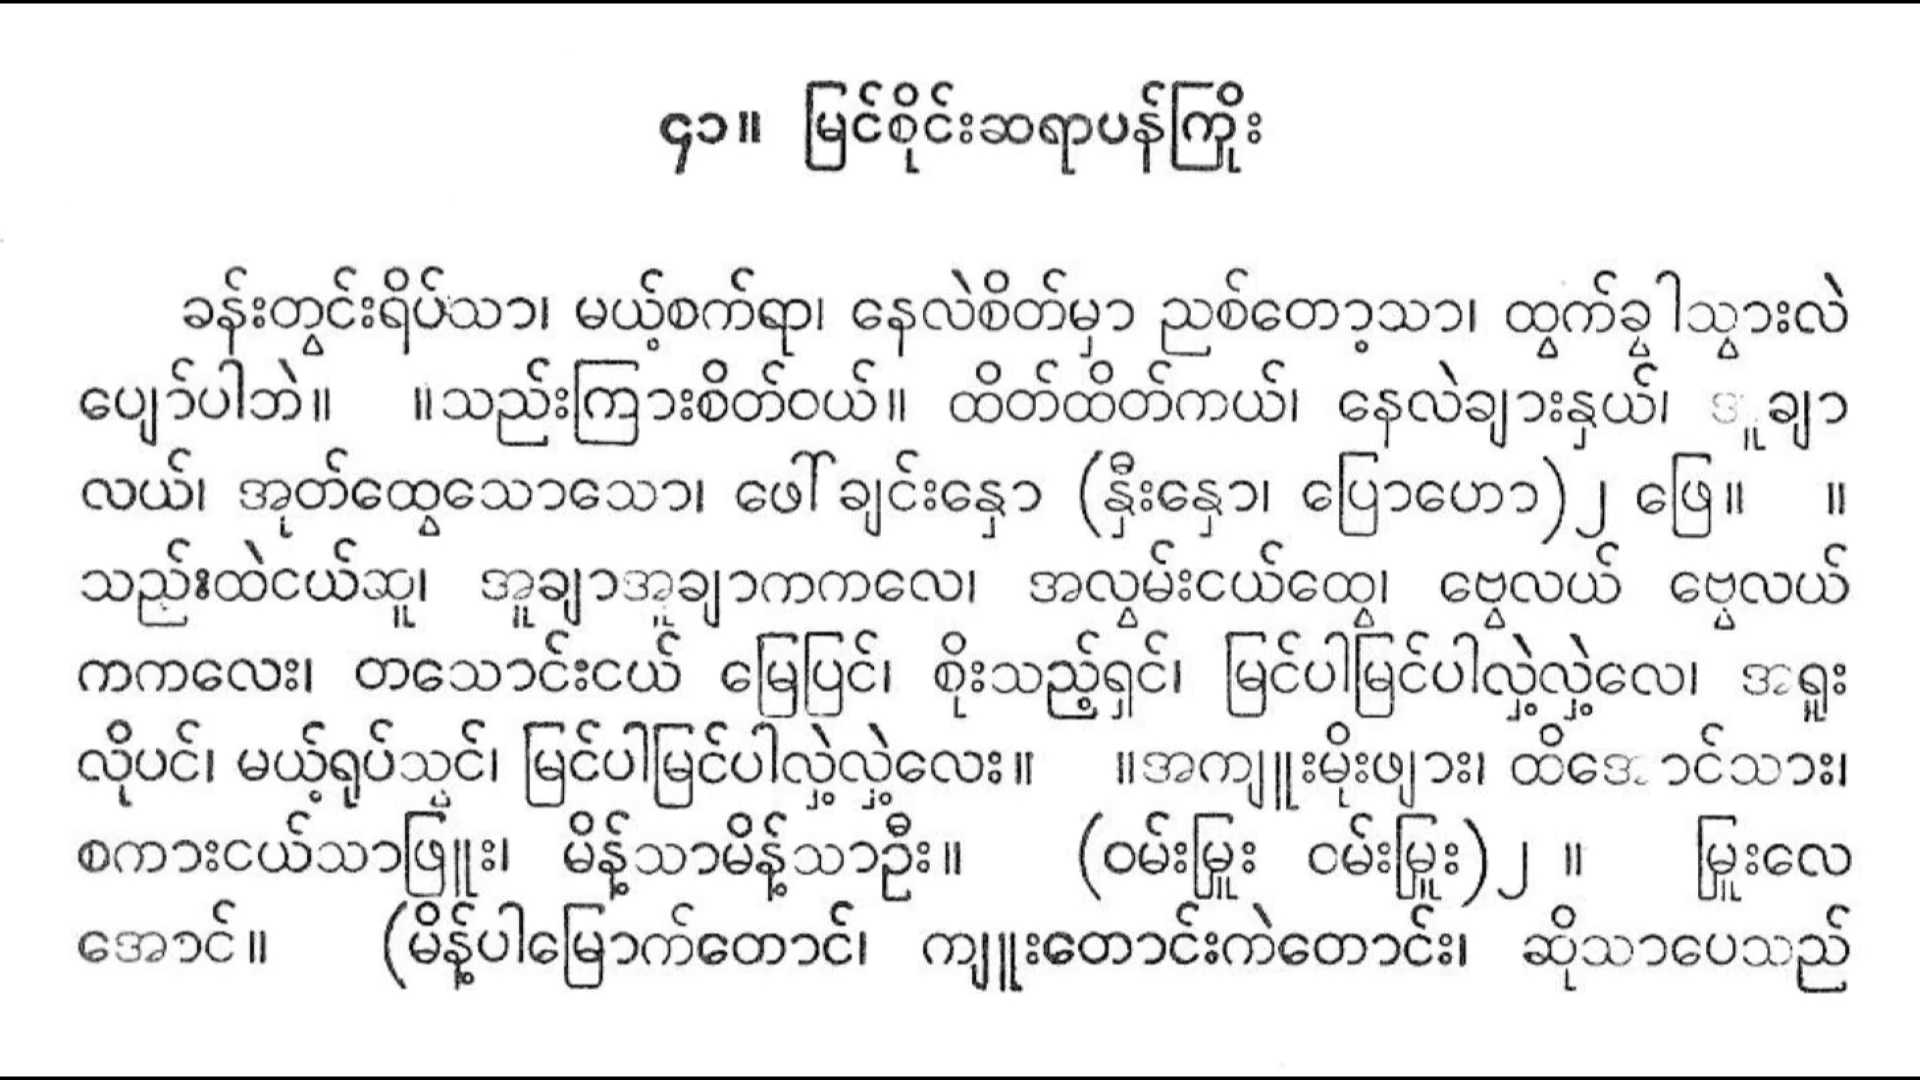 ၄၁။ မြင်စိုင်းဆရာပန်ကြိုး
ခန်းတွင်းရိပ်သာ၊ မယ့်စက်ရာ၊ နေလဲစိတ်မှာ ညစ်တော့သာ၊ ထွက်ခွါသွားလဲ
ပျော်ပါဘဲ။ ။သည်းကြားစိတ်ဝယ်။ ထိတ်ထိတ်ကယ်၊ နေလဲချားနှယ်၊ အူချာ
လယ်၊ အုတ်ထွေသောသော၊ ဖေါ်ချင်းနှော (နှီးနှော၊ ပြောဟော)၂ ဖြေ။ ။
သည်းထဲငယ်ဆူ၊ အူချာအူချာကကလေ၊ အလွမ်းငယ်ထွေ၊ ဗွေလယ် ဗွေလယ်
ကကလေး၊ တသောင်းငယ် မြေပြင်၊ စိုးသည့်ရှင်၊ မြင်ပါမြင်ပါလှဲ့လှဲ့လေ၊ အရှူး
လိုပင်၊ မယ့်ရုပ်သွင်၊ မြင်ပါမြင်ပါလှဲ့လှဲ့လေး။ ။အကျူးမိုးဖျား၊ ထိအောင်သား၊
စကားငယ်သာဖြူး၊ မိန့်သာမိန့်သာဦး။ (ဝမ်းမြူး ဝမ်းမြူး)၂ ။ မြူးလေ
အောင်။ (မိန့်ပါမြောက်တောင်၊ ကျူးတောင်းကဲတောင်း၊ ဆိုသာပေသည်